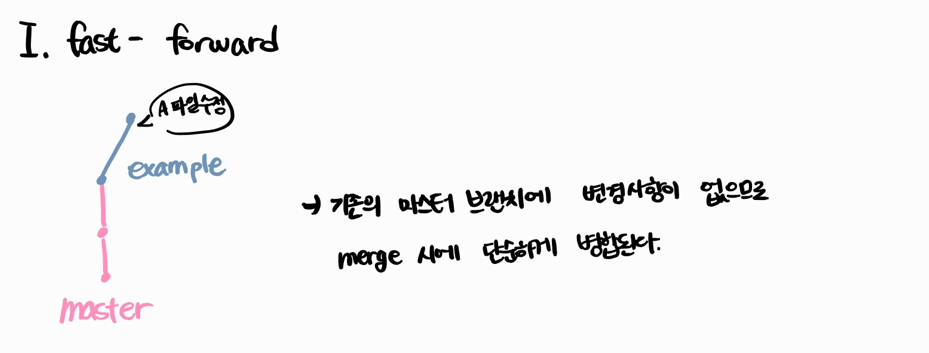 I. fast - forward
A 파일수정
example
→ 기존의 마스터 브랜치에 변경사항이 없으므로
merge 시에 단순하게 병합된다.
master